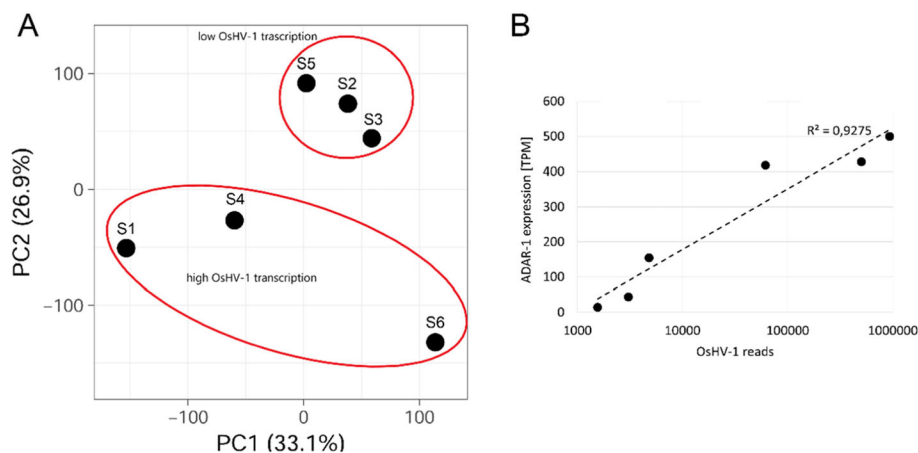 A
low OsHV-1 trascription
S5
S2
S3
S4
S1
high OsHV-1 transcription
S6
100
0
−100
PC2 (26.9%)
−100
0
100
PC1 (33.1%)
B
600
500
400
300
200
100
0
R² = 0,9275
ADAR-1 expression [TPM]
1000
10000
100000
1000000
OsHV-1 reads